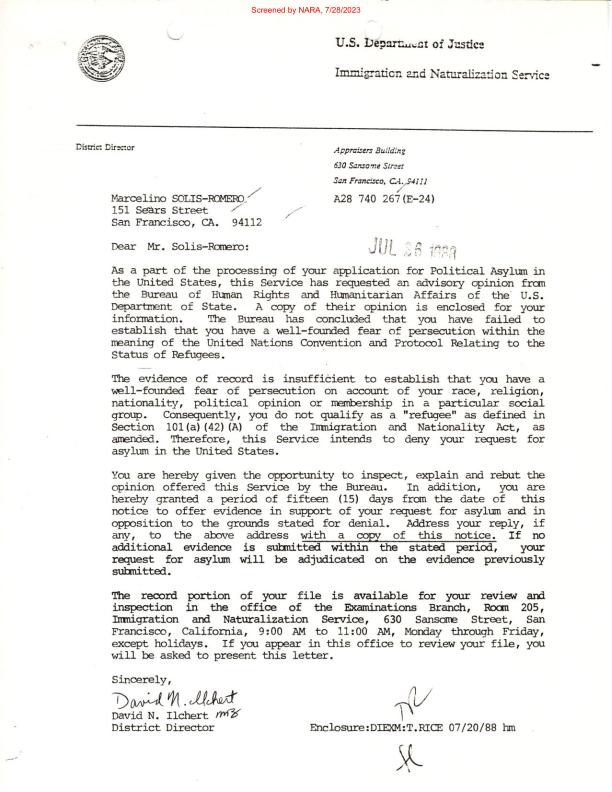 Screened by NARA, 7/28/2023
U.S. Department of Justice
Immigration and Naturalization Service
District Director
Appraisers Building
630 Sansome Street
San Francisco, CA. 94111
Marcelino SOLIS-ROMERO
A28 740 267(E-24)
151 Sears Street
San Francisco, CA.  94112
Dear Mr. Solis-Romero:
JUL 26 1988
As a part of the processing of your application for Political Asylum in
the United States, this Service has requested an advisory opinion from
the Bureau of Human Rights and Humanitarian Affairs of the U.S.
Department of State. A copy of their opinion is enclosed for your
information. The Bureau has concluded that you have failed to
establish that you have a well-founded fear of persecution within the
meaning of the United Nations Convention and Protocol Relating to the
Status of Refugees.
The evidence of record is insufficient to establish that you have a
well-founded fear of persecution on account of your race, religion,
nationality, political opinion or membership in a particular social
group. Consequently, you do not qualify as a "refugee" as defined in
Section 101(a)(42)(A) of the Immigration and Nationality Act, as
amended. Therefore, this Service intends to deny your request for
asylum in the United States.
You are hereby given the opportunity to inspect, explain and rebut the
opinion offered this Service by the Bureau. In addition, you are
hereby granted a period of fifteen (15) days from the date of this
notice to offer evidence in support of your request for asylum and in
opposition to the grounds stated for denial. Address your reply, if
any, to the above address with a copy of this notice. If no
additional evidence is submitted within the stated period, your
request for asylum will be adjudicated on the evidence previously
submitted.
The record portion of your file is available for your review and
inspection in the office of the Examinations Branch, Room 205,
Immigration and Naturalization Service, 630 Sansome Street, San
Francisco, California, 9:00 AM to 11:00 AM, Monday through Friday,
except holidays. If you appear in this office to review your file, you
will be asked to present this letter.
Sincerely,
David N. Ilchert
David N. Ilchert
District Director
Enclosure:DIEXM:T.RICE 07/20/88 hm